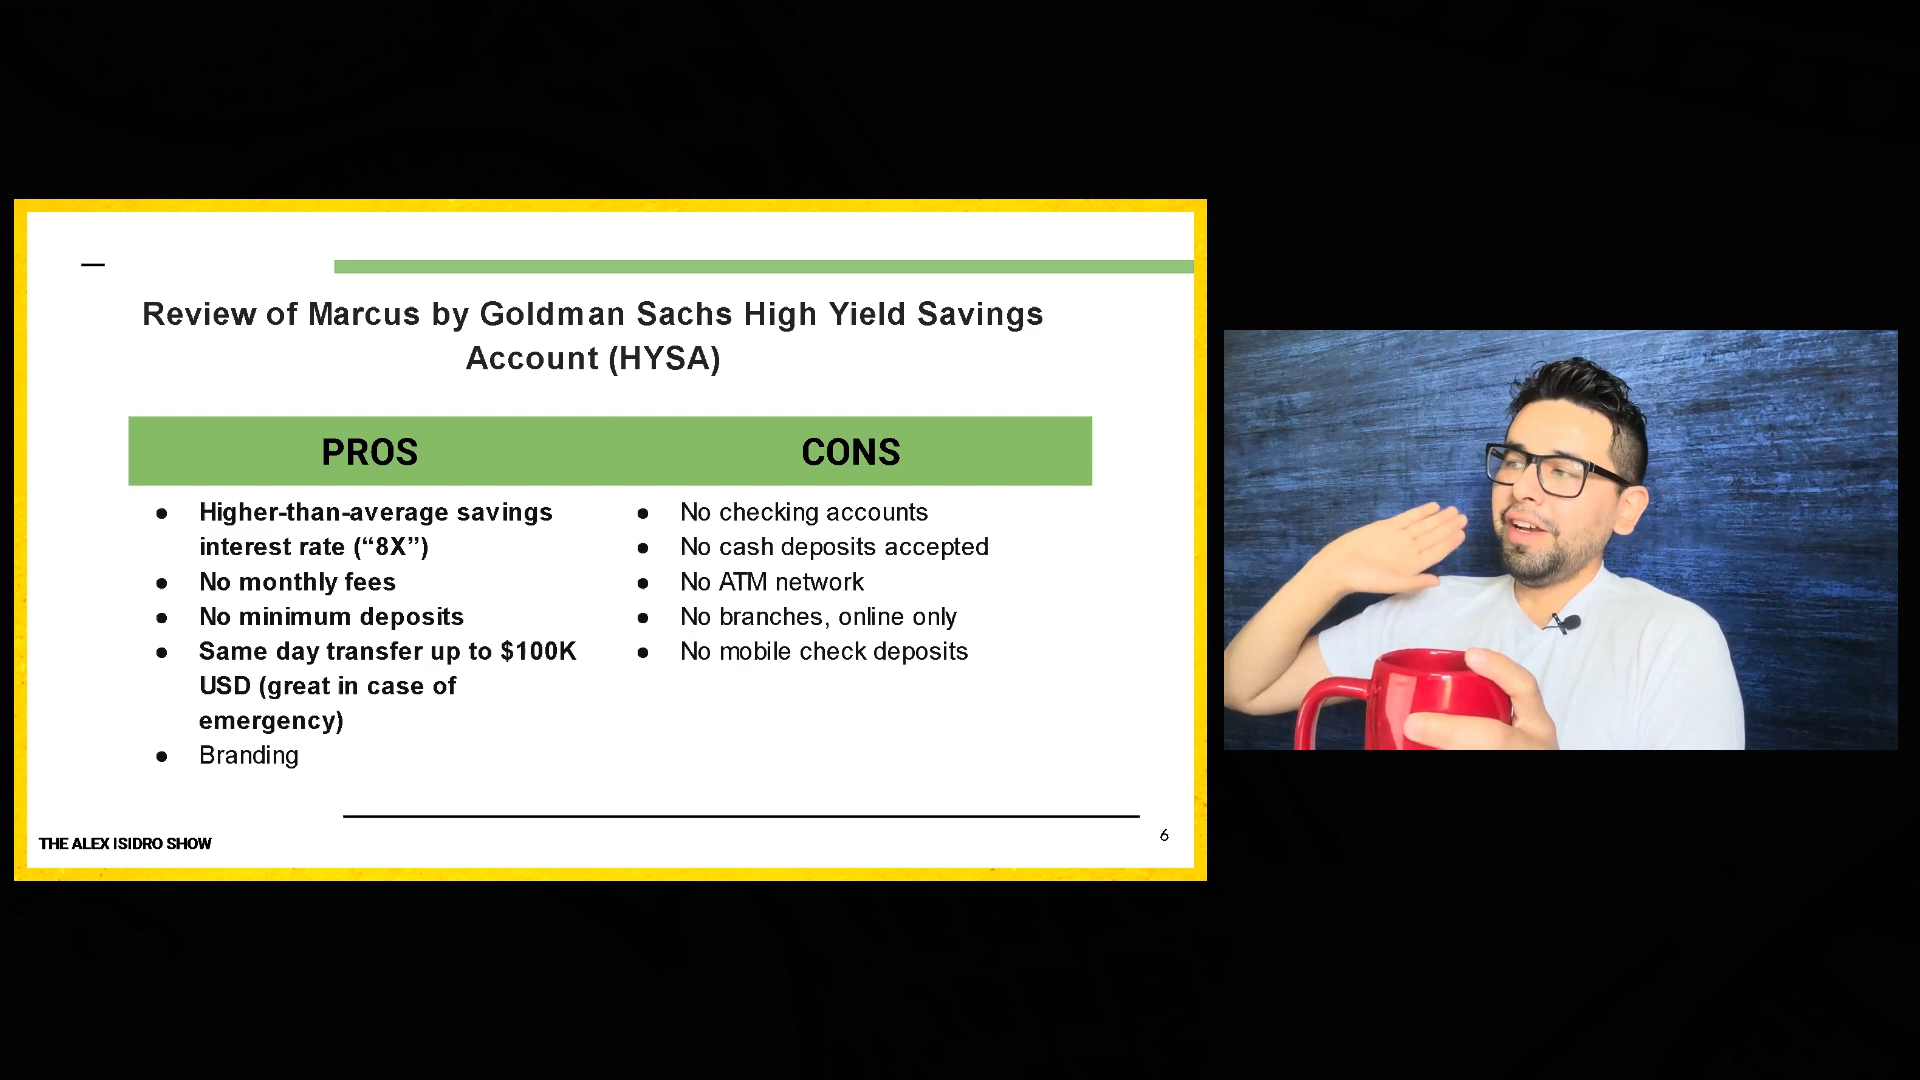 Review of Marcus by Goldman Sachs High Yield Savings
Account (HYSA)
PROS
CONS
● Higher-than-average savings
interest rate (“8X”)
● No monthly fees
● No minimum deposits
● Same day transfer up to $100K
USD (great in case of
emergency)
● Branding
● No checking accounts
● No cash deposits accepted
● No ATM network
● No branches, online only
● No mobile check deposits
THE ALEX ISIDRO SHOW
6